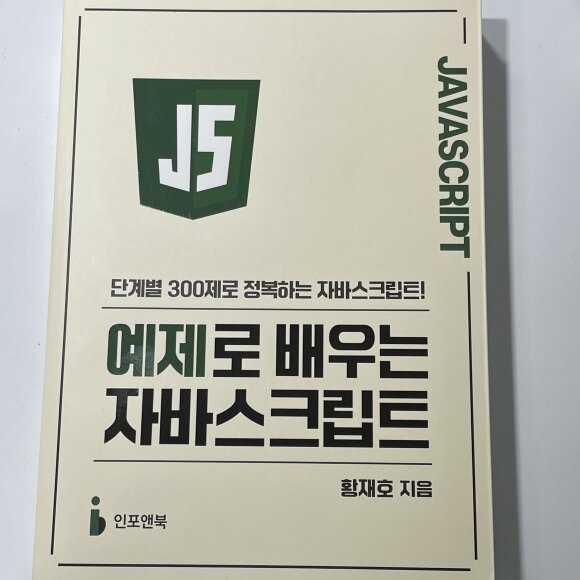 JS
JAVASCRIPT
단계별 300제로 정복하는 자바스크립트!
예제로 배우는
자바스크립트
황재호 지음
인포앤북